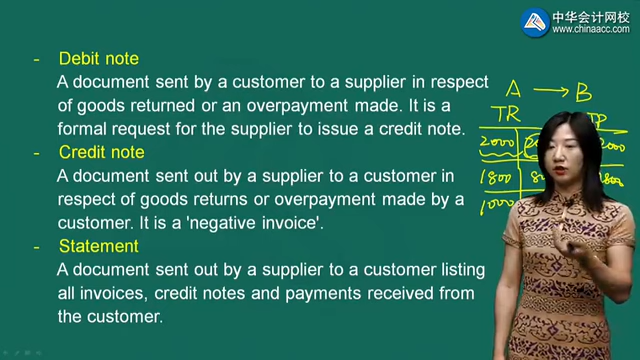 中华会计网校
www.chinaacc.com
- Debit note
A document sent by a customer to a supplier in respect
of goods returned or an overpayment made. It is a
formal request for the supplier to issue a credit note.
- Credit note
A document sent out by a supplier to a customer in
respect of goods returns or overpayment made by a
customer. It is a 'negative invoice'.
- Statement
A document sent out by a supplier to a customer listing
all invoices, credit notes and payments received from
the customer.
A → B
TR
2000
1800
1000